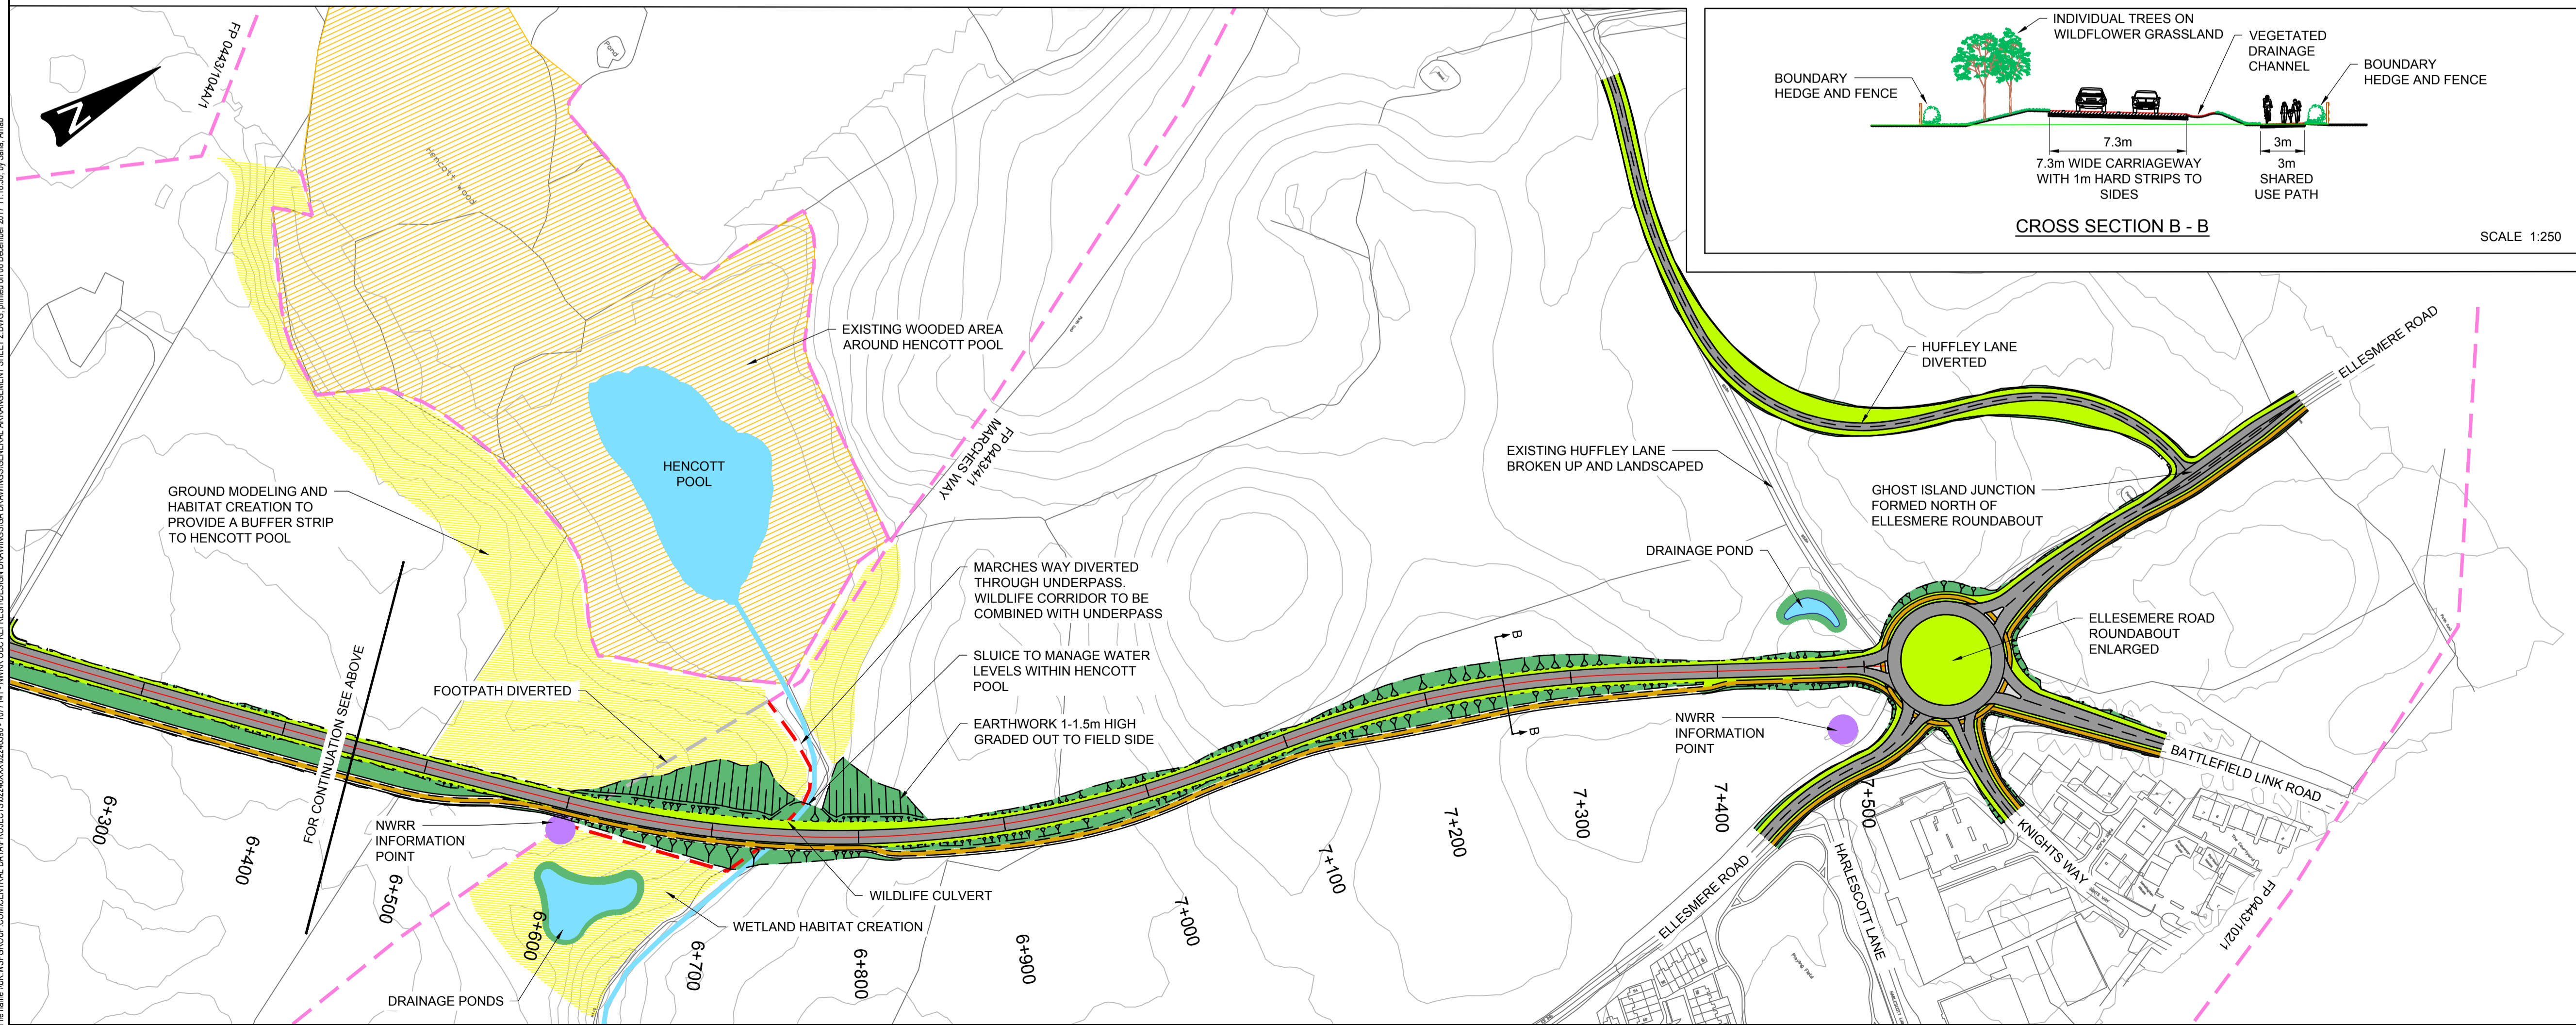 FP 0443/104A/1
N
Pond
Hencott Wood
EXISTING WOODED AREA
AROUND HENCOTT POOL
HENCOTT
POOL
GROUND MODELING AND
HABITAT CREATION TO
PROVIDE A BUFFER STRIP
TO HENCOTT POOL
FP 0443/4/1
MARCHES WAY
MARCHES WAY DIVERTED
THROUGH UNDERPASS.
WILDLIFE CORRIDOR TO BE
COMBINED WITH UNDERPASS
SLUICE TO MANAGE WATER
LEVELS WITHIN HENCOTT
POOL
EARTHWORK 1-1.5m HIGH
GRADED OUT TO FIELD SIDE
FOOTPATH DIVERTED
FOR CONTINUATION SEE ABOVE
NWRR
INFORMATION
POINT
WILDLIFE CULVERT
WETLAND HABITAT CREATION
DRAINAGE PONDS
6+300
6+400
6+500
6+600
6+700
6+800
6+900
7+000
7+100
7+200
7+300
7+400
7+500
B
B
INDIVIDUAL TREES ON
WILDFLOWER GRASSLAND
VEGETATED
DRAINAGE
CHANNEL
BOUNDARY
HEDGE AND FENCE
BOUNDARY
HEDGE AND FENCE
7.3m
3m
7.3m WIDE CARRIAGEWAY
WITH 1m HARD STRIPS TO
SIDES
3m
SHARED
USE PATH
CROSS SECTION B - B
SCALE 1:250
HUFFLEY LANE
DIVERTED
ELLESMERE ROAD
EXISTING HUFFLEY LANE
BROKEN UP AND LANDSCAPED
GHOST ISLAND JUNCTION
FORMED NORTH OF
ELLESMERE ROUNDABOUT
DRAINAGE POND
ELLESEMERE ROAD
ROUNDABOUT
ENLARGED
NWRR
INFORMATION
POINT
BATTLEFIELD LINK ROAD
KNIGHTS WAY
HARLESCOTT LANE
ELLESMERE ROAD
Playing Field
FP 0443/102/1